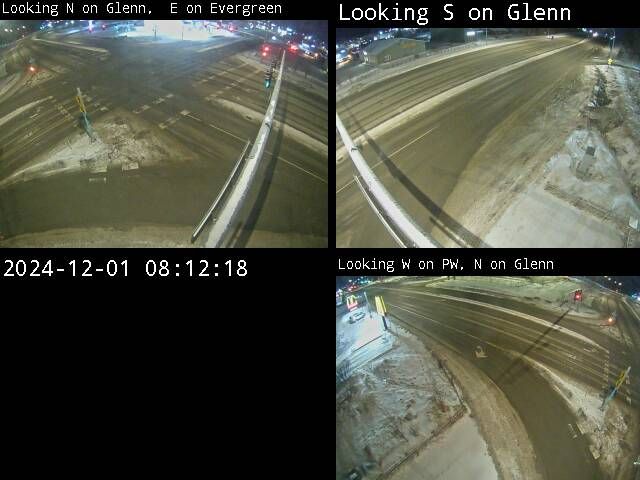 Looking N on Glenn,  E on Evergreen
Looking S on Glenn
2024-12-01 08:12:18
Looking W on PW, N on Glenn